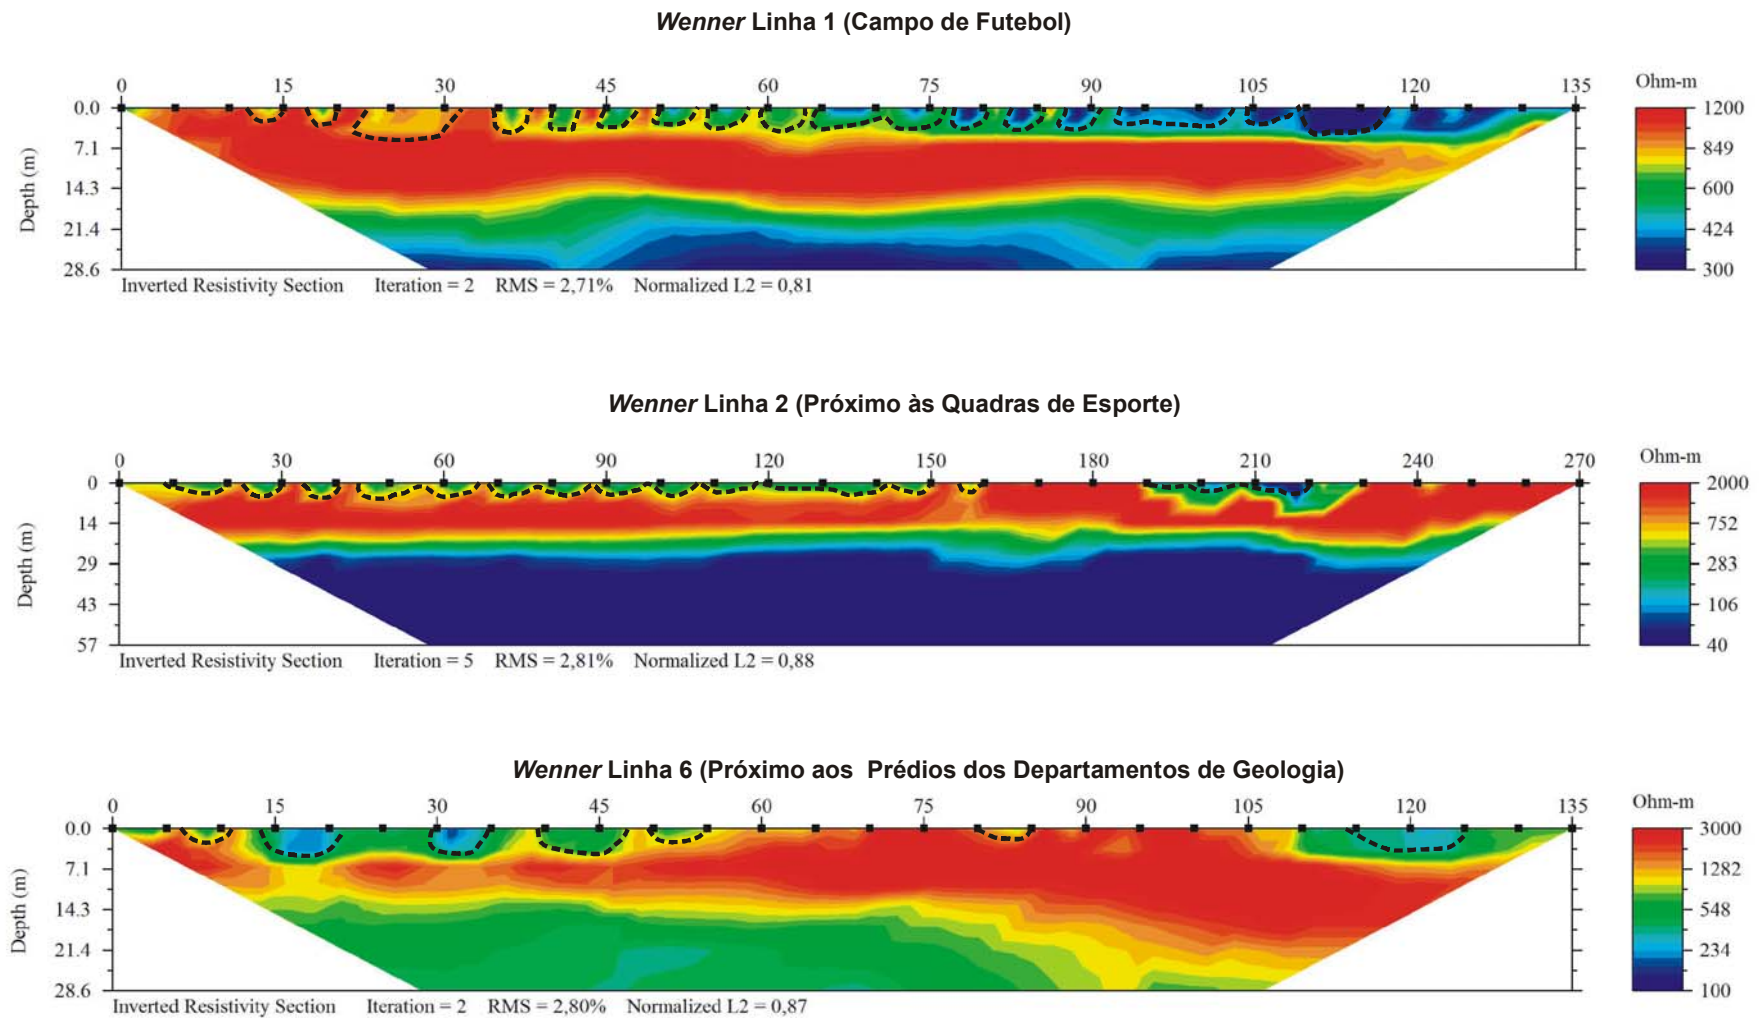 Wenner Linha 1 (Campo de Futebol)
0 15 30 45 60 75 90 105 120 135
Ohm-m
0.0
7.1
14.3
21.4
28.6
Depth (m)
1200
849
600
424
300
Inverted Resistivity Section Iteration = 2 RMS = 2,71% Normalized L2 = 0,81
Wenner Linha 2 (Próximo às Quadras de Esporte)
0 30 60 90 120 150 180 210 240 270
Ohm-m
0
14
29
43
57
Depth (m)
2000
752
283
106
40
Inverted Resistivity Section Iteration = 5 RMS = 2,81% Normalized L2 = 0,88
Wenner Linha 6 (Próximo aos Prédios dos Departamentos de Geologia)
0 15 30 45 60 75 90 105 120 135
Ohm-m
0.0
7.1
14.3
21.4
28.6
Depth (m)
3000
1282
548
234
100
Inverted Resistivity Section Iteration = 2 RMS = 2,80% Normalized L2 = 0,87